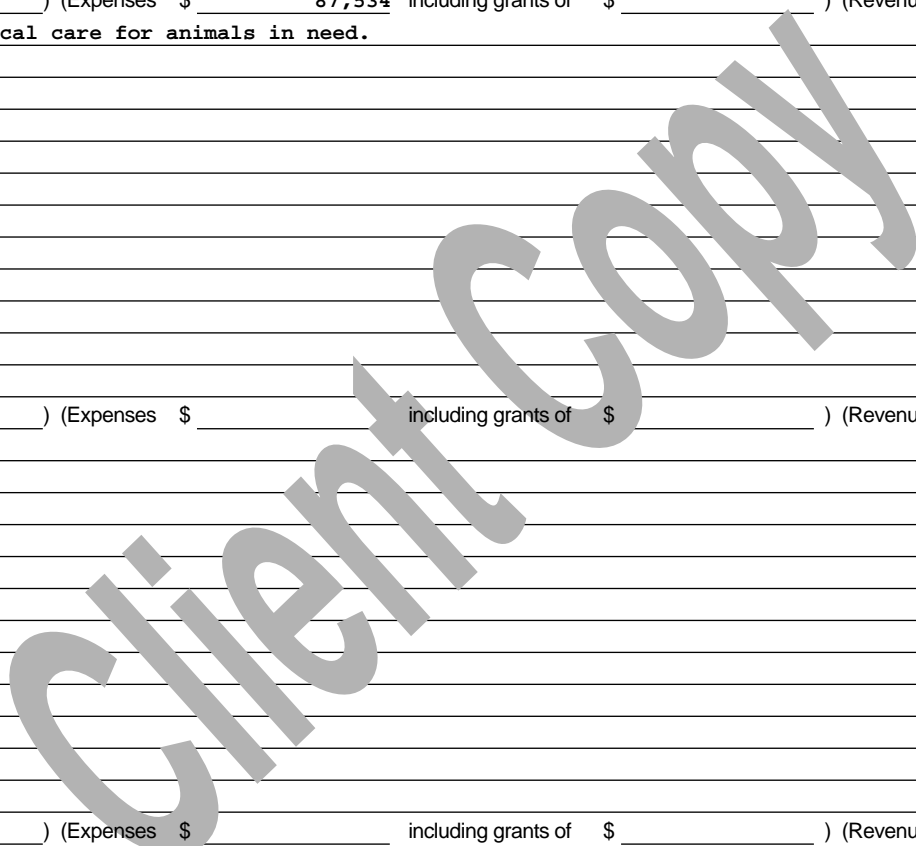 ) (Expenses $ 87,534 including grants of $ ) (Revenu
cal care for animals in need.
) (Expenses $ including grants of $ ) (Revenu
) (Expenses $ including grants of $ ) (Revenu
Client Copy